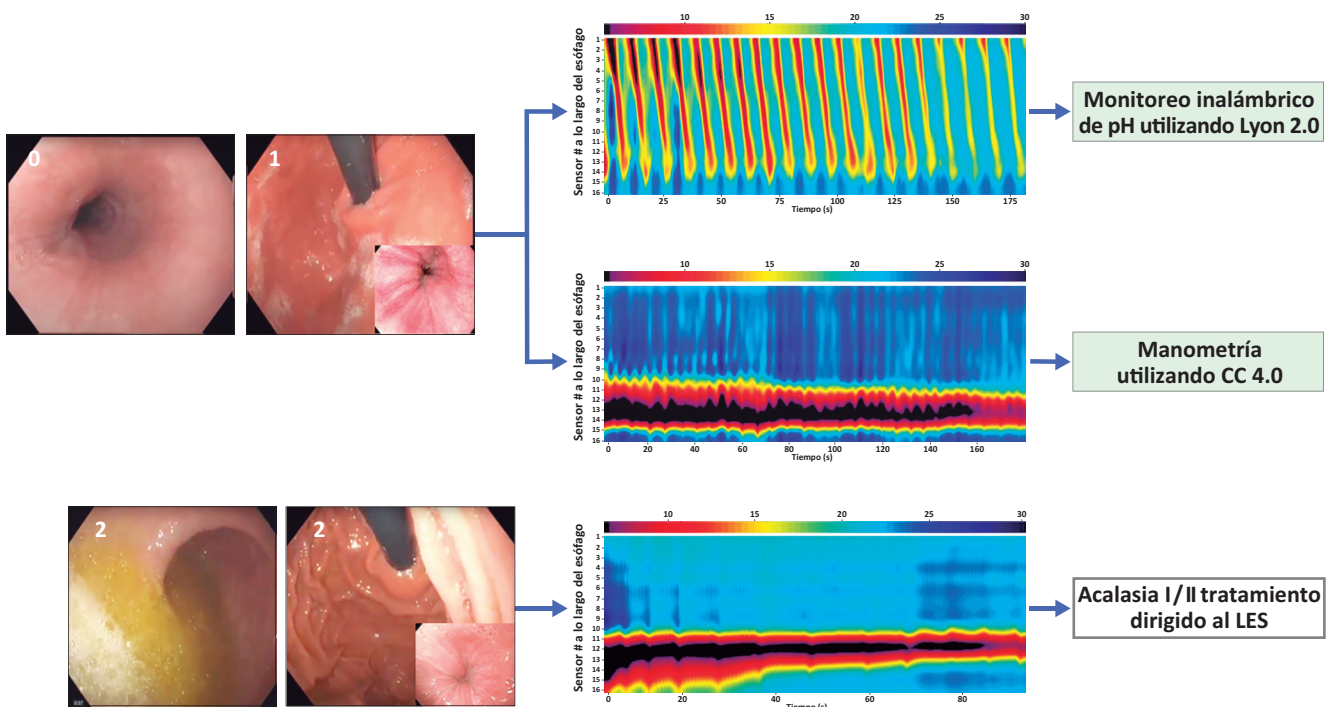 10 15 20 25 30
Sensor # a lo largo del esófago
1
2
3
4
5
6
7
8
9
10
11
12
13
14
15
16
0 25 50 75 100 125 150 175
Tiempo (s)
Monitoreo inalámbrico
de pH utilizando Lyon 2.0
0
1
10 15 20 25 30
Sensor # a lo largo del esófago
1
2
3
4
5
6
7
8
9
10
11
12
13
14
15
16
0 20 40 60 80 100 120 140 160
Tiempo (s)
Manometría
utilizando CC 4.0
2
2
10 15 20 25 30
Sensor # a lo largo del esófago
1
2
3
4
5
6
7
8
9
10
11
12
13
14
15
16
0 20 40 60 80
Tiempo (s)
Acalasia I/II tratamiento
dirigido al LES